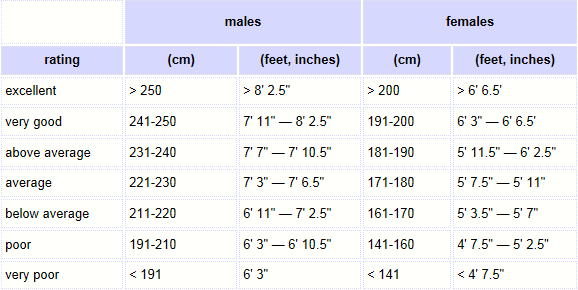 males females
rating (cm) (feet, inches) (cm) (feet, inches)
excellent > 250 > 8' 2.5" > 200 > 6' 6.5'
very good 241-250 7' 11" — 8' 2.5" 191-200 6' 3" — 6' 6.5'
above average 231-240 7' 7" — 7' 10.5" 181-190 5' 11.5" — 6' 2.5"
average 221-230 7' 3" — 7' 6.5" 171-180 5' 7.5" — 5' 11"
below average 211-220 6' 11" — 7' 2.5" 161-170 5' 3.5" — 5' 7"
poor 191-210 6' 3" — 6' 10.5" 141-160 4' 7.5" — 5' 2.5"
very poor < 191 6' 3" < 141 < 4' 7.5"